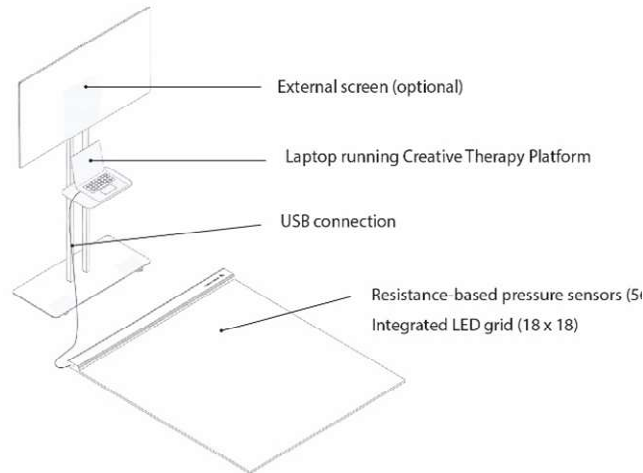 External screen (optional)
Laptop running Creative Therapy Platform
USB connection
Resistance-based pressure sensors
Integrated LED grid (18 x 18)